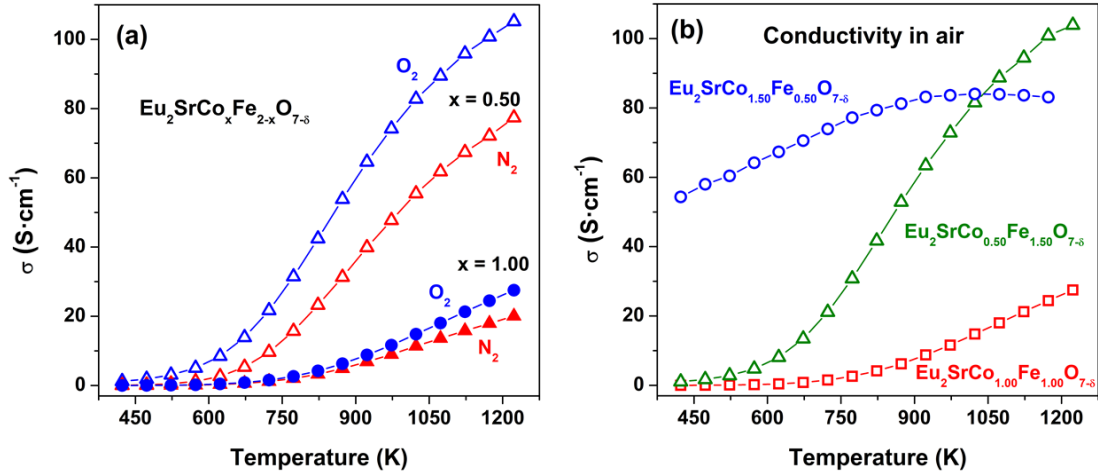 (a)
O₂
Eu₂SrCoₓFe₂₋ₓO₇₋δ
x = 0.50
N₂
x = 1.00
O₂
N₂
σ (S·cm⁻¹)
100
80
60
40
20
0
450
600
750
900
1050
1200
Temperature (K)
(b)
Conductivity in air
Eu₂SrCo₁.₅₀Fe₀.₅₀O₇₋δ
Eu₂SrCo₀.₅₀Fe₁.₅₀O₇₋δ
Eu₂SrCo₁.₀₀Fe₁.₀₀O₇₋δ
σ (S·cm⁻¹)
100
80
60
40
20
0
450
600
750
900
1050
1200
Temperature (K)